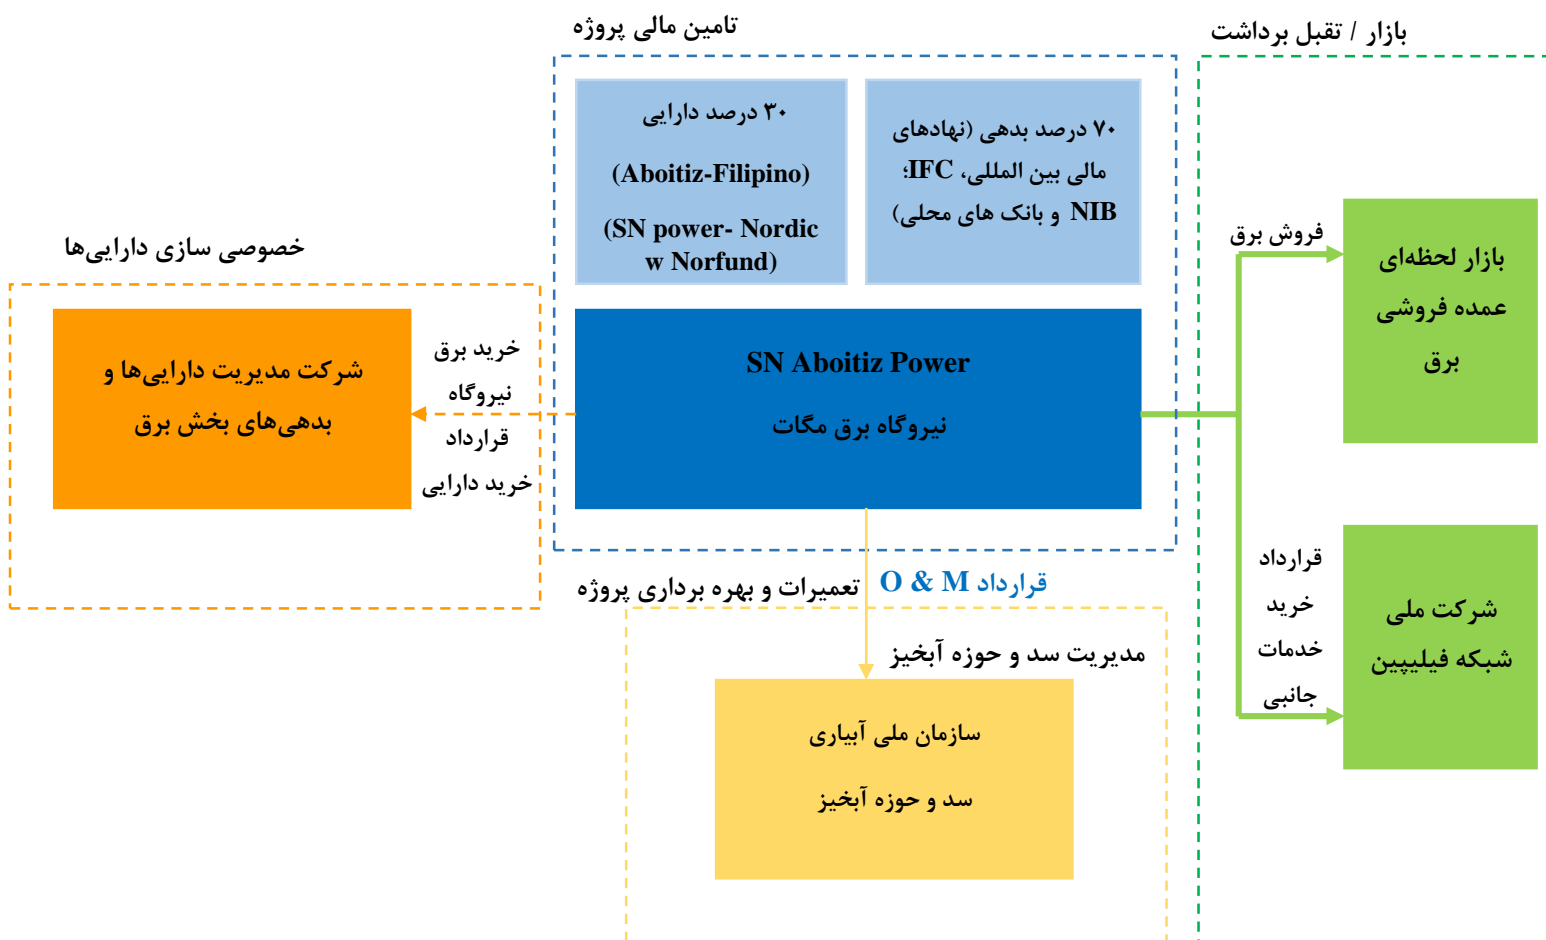 تامین مالی پروژه
بازار / تقبل برداشت
۳۰ درصد دارایی
(Aboitiz-Filipino)
(SN power- Nordic
w Norfund)
۷۰ درصد بدهی (نهادهای
مالی بین المللی، IFC؛
NIB و بانک های محلی)
خصوصی سازی دارایی‌ها
شرکت مدیریت دارایی‌ها و
بدهی‌های بخش برق
خرید برق
نیروگاه
قرارداد
خرید دارایی
SN Aboitiz Power
نیروگاه برق مگات
فروش برق
بازار لحظه‌ای
عمده فروشی
برق
قرارداد
خرید
خدمات
جانبی
شرکت ملی
شبکه فیلیپین
قرارداد O & M
تعمیرات و بهره برداری پروژه
مدیریت سد و حوزه آبخیز
سازمان ملی آبیاری
سد و حوزه آبخیز